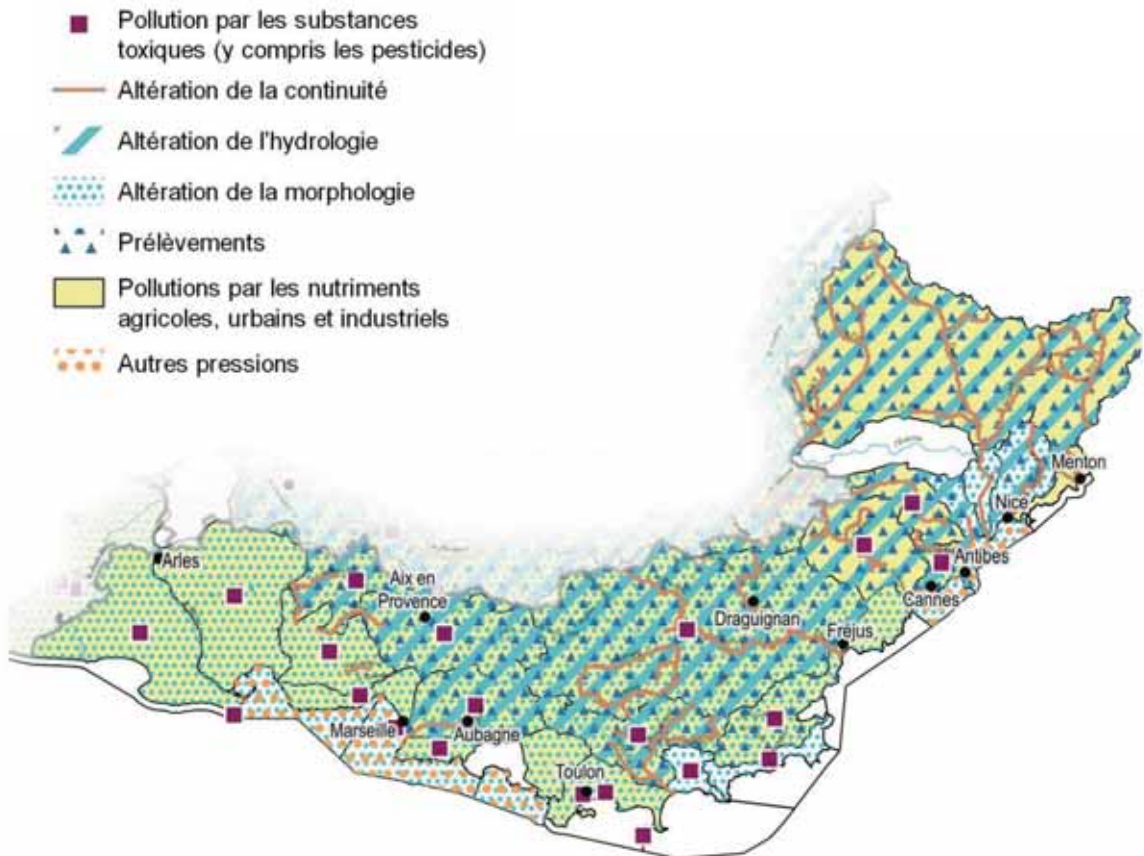 Pollution par les substances
toxiques (y compris les pesticides)
Altération de la continuité
Altération de l'hydrologie
Altération de la morphologie
Prélèvements
Pollutions par les nutriments
agricoles, urbains et industriels
Autres pressions
Menton
Nice
Arles
Antibes
Aix en
Provence
Cannes
Draguignan
Fréjus
Marseille
Aubagne
Toulon